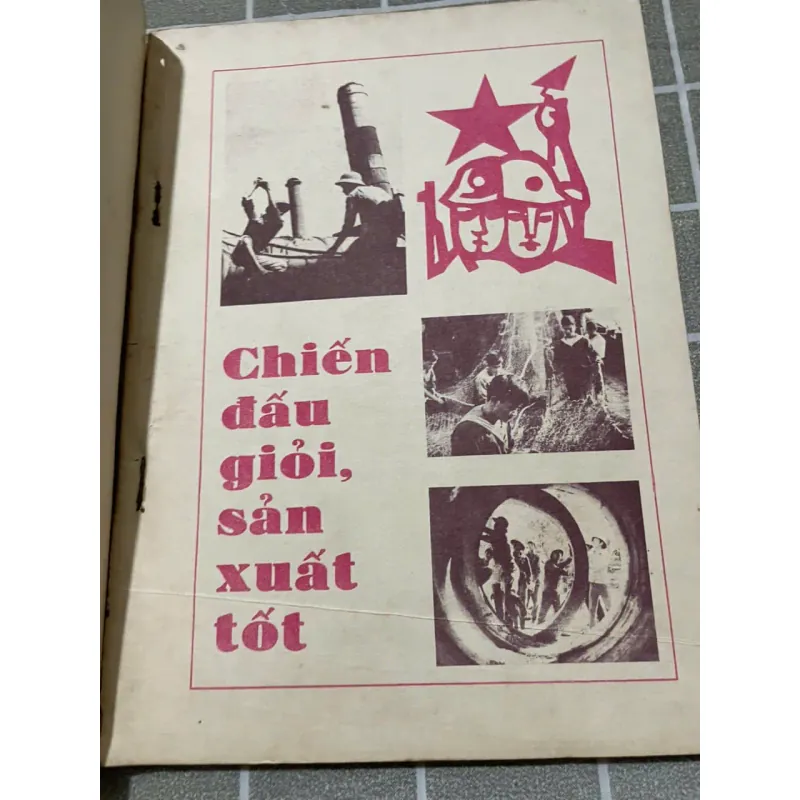 Chiến
đấu
giỏi,
sản
xuất
tốt